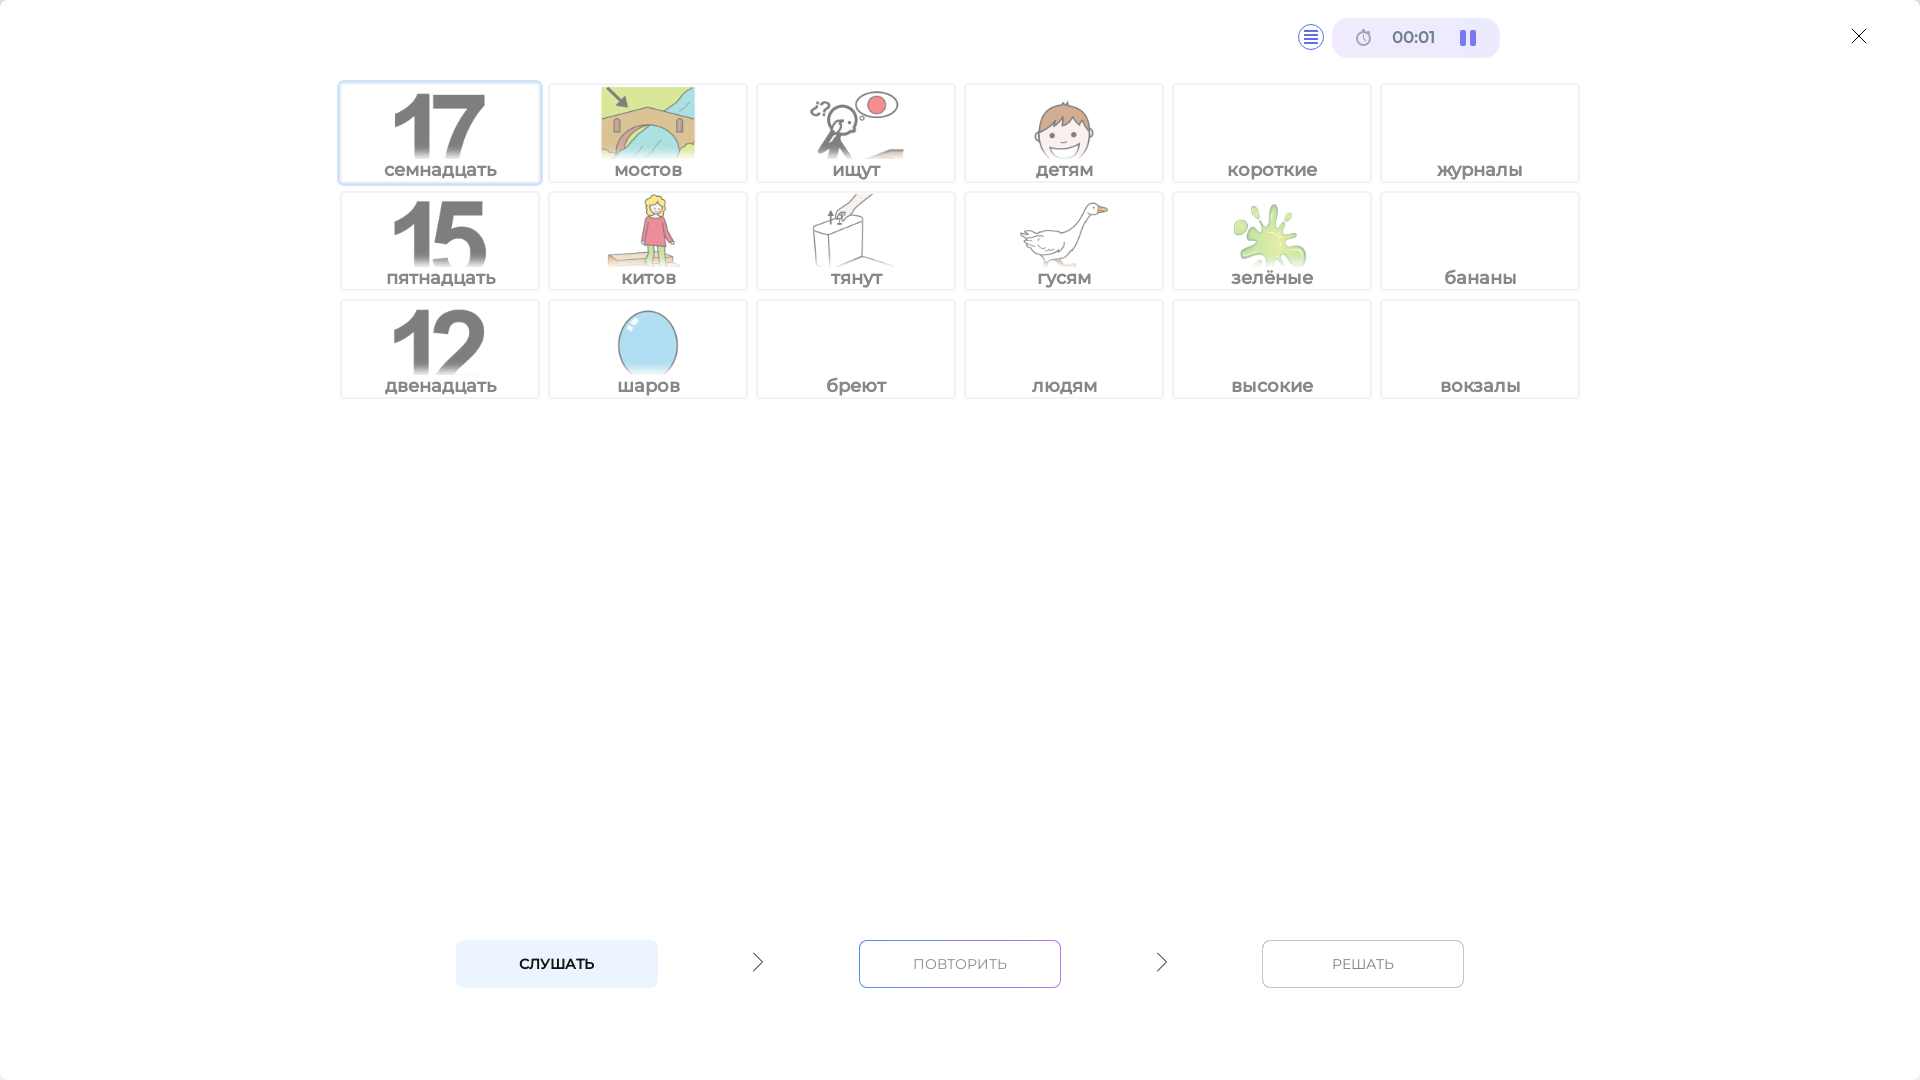 00:01
17
семнадцать
мостов
¿?
ищут
детям
короткие
журналы
15
пятнадцать
китов
тянут
гусям
зелёные
бананы
12
двенадцать
шаров
бреют
людям
высокие
вокзалы
СЛУШАТЬ
ПОВТОРИТЬ
РЕШАТЬ